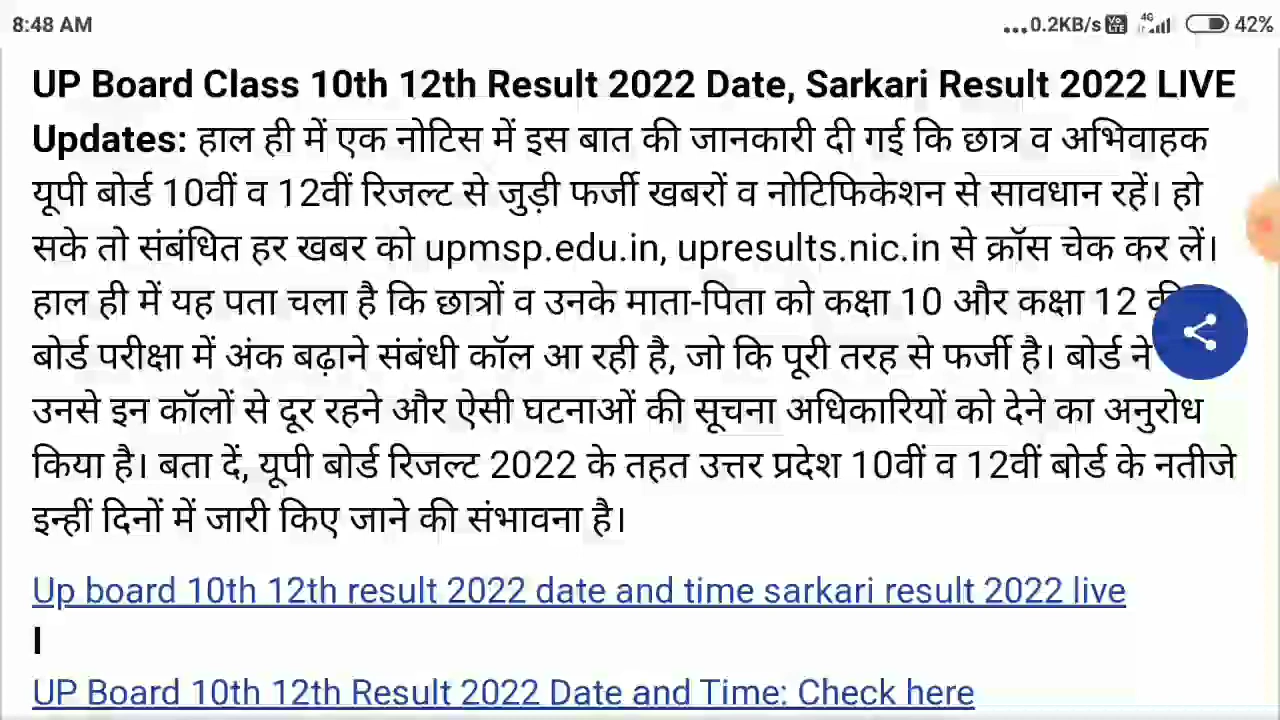 8:48 AM
...0.2KB/s Vo LTE 4G 42%
UP Board Class 10th 12th Result 2022 Date, Sarkari Result 2022 LIVE
Updates: हाल ही में एक नोटिस में इस बात की जानकारी दी गई कि छात्र व अभिवाहक
यूपी बोर्ड 10वीं व 12वीं रिजल्ट से जुड़ी फर्जी खबरों व नोटिफिकेशन से सावधान रहें। हो
सके तो संबंधित हर खबर को upmsp.edu.in, upresults.nic.in से क्रॉस चेक कर लें।
हाल ही में यह पता चला है कि छात्रों व उनके माता-पिता को कक्षा 10 और कक्षा 12 की
बोर्ड परीक्षा में अंक बढ़ाने संबंधी कॉल आ रही है, जो कि पूरी तरह से फर्जी है। बोर्ड ने
उनसे इन कॉलों से दूर रहने और ऐसी घटनाओं की सूचना अधिकारियों को देने का अनुरोध
किया है। बता दें, यूपी बोर्ड रिजल्ट 2022 के तहत उत्तर प्रदेश 10वीं व 12वीं बोर्ड के नतीजे
इन्हीं दिनों में जारी किए जाने की संभावना है।
Up board 10th 12th result 2022 date and time sarkari result 2022 live
|
UP Board 10th 12th Result 2022 Date and Time: Check here